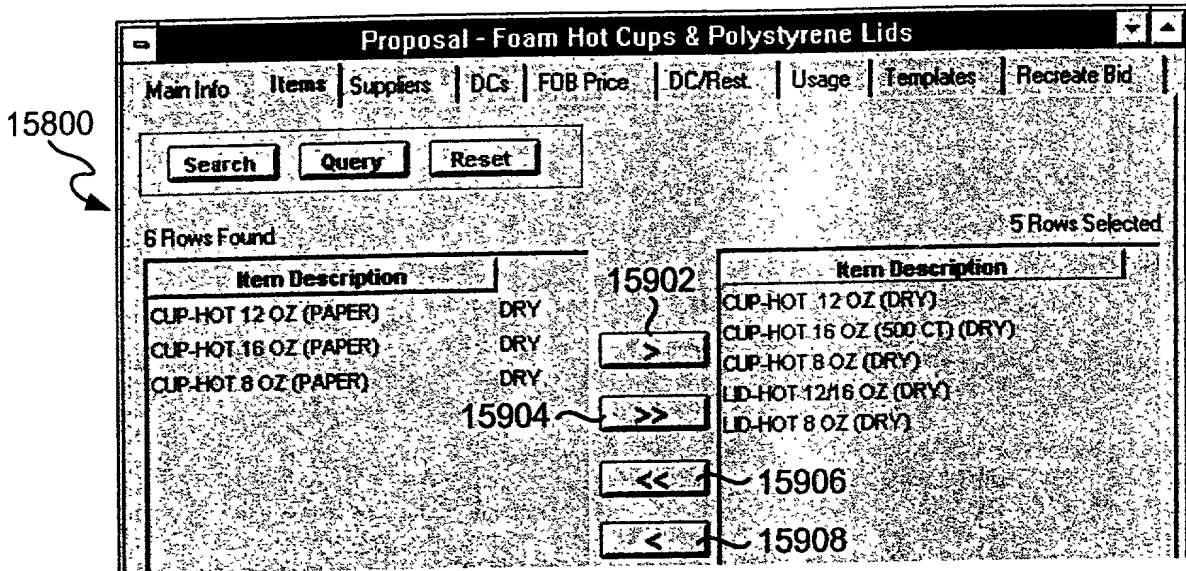 Proposal - Foam Hot Cups & Polystyrene Lids
Main Info Items Suppliers DCs FOB Price DC/Rest. Usage Templates Recreate Bid
15800
Search Query Reset
6 Rows Found
5 Rows Selected
Item Description
CUP-HOT 12 OZ (PAPER) DRY
CUP-HOT 16 OZ (PAPER) DRY
CUP-HOT 8 OZ (PAPER) DRY
15902
>
15904
>>
<<
15906
<
15908
Item Description
CUP-HOT 12 OZ (DRY)
CUP-HOT 16 OZ (500 CT) (DRY)
CUP-HOT 8 OZ (DRY)
LID-HOT 12/16 OZ (DRY)
LID-HOT 8 OZ (DRY)